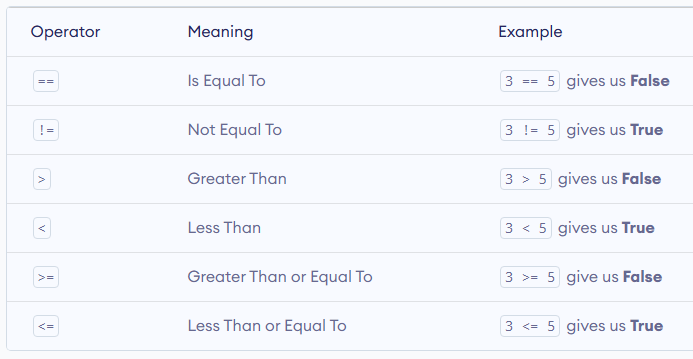 Operator Meaning Example
== Is Equal To 3 == 5 gives us False
!= Not Equal To 3 != 5 gives us True
> Greater Than 3 > 5 gives us False
< Less Than 3 < 5 gives us True
>= Greater Than or Equal To 3 >= 5 give us False
<= Less Than or Equal To 3 <= 5 gives us True